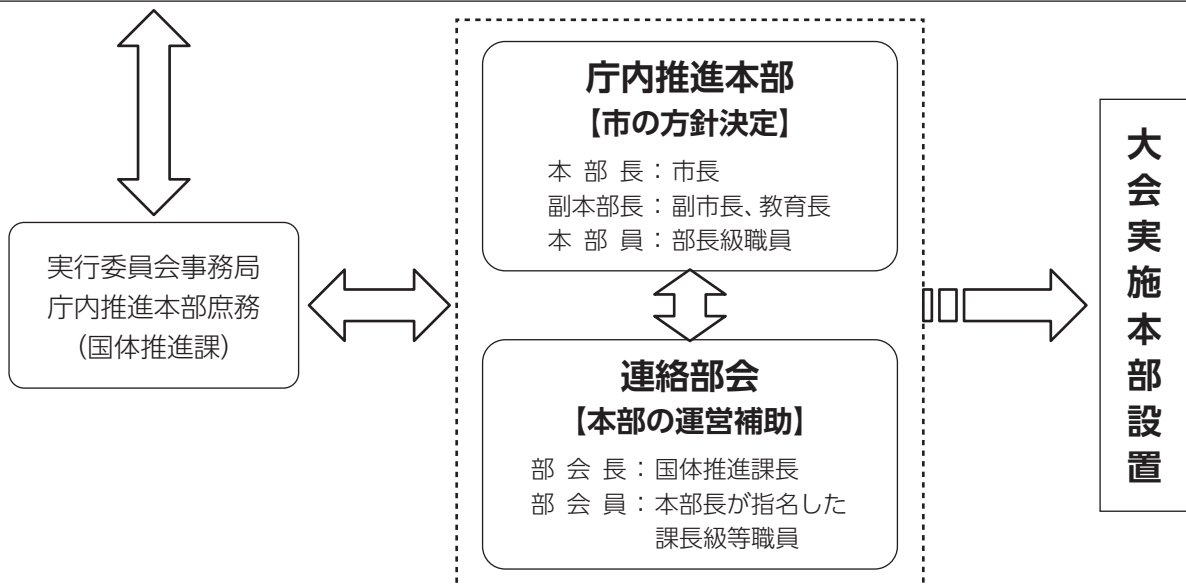 庁内推進本部
【市の方針決定】
本部長：市長
副本部長：副市長、教育長
本部員：部長級職員
実行委員会事務局
庁内推進本部庶務
（国体推進課）
連絡部会
【本部の運営補助】
部会長：国体推進課長
部会員：本部長が指名した
課長級等職員
大会実施本部設置